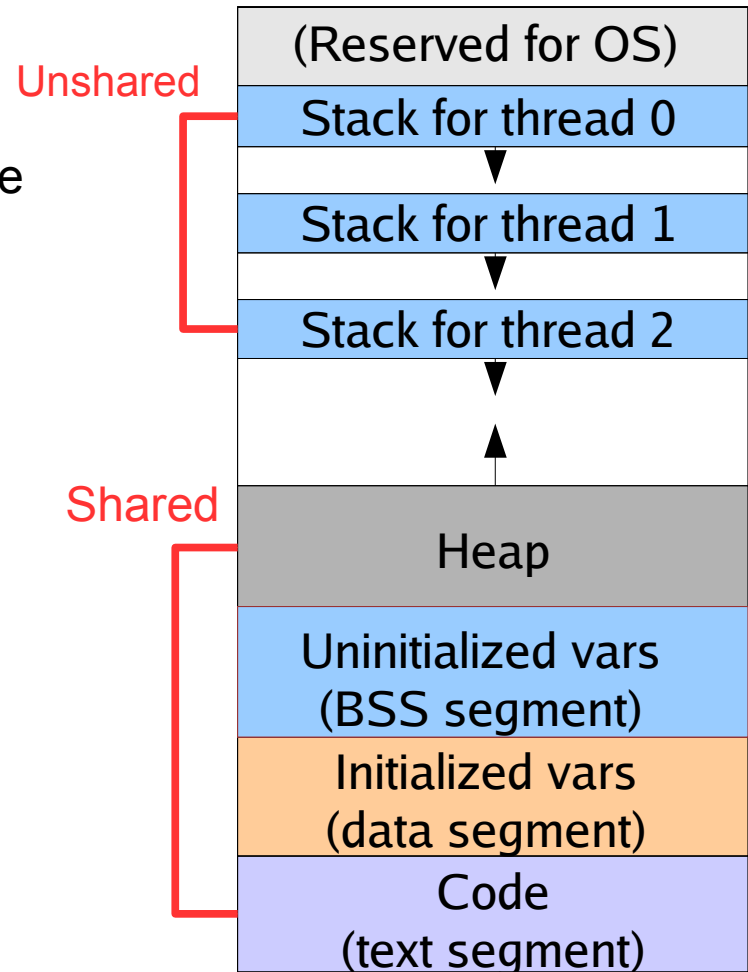 (Reserved for OS)
Unshared
Stack for thread 0
e
Stack for thread 1
Stack for thread 2
Shared
Heap
Uninitialized vars
(BSS segment)
Initialized vars
(data segment)
Code
(text segment)